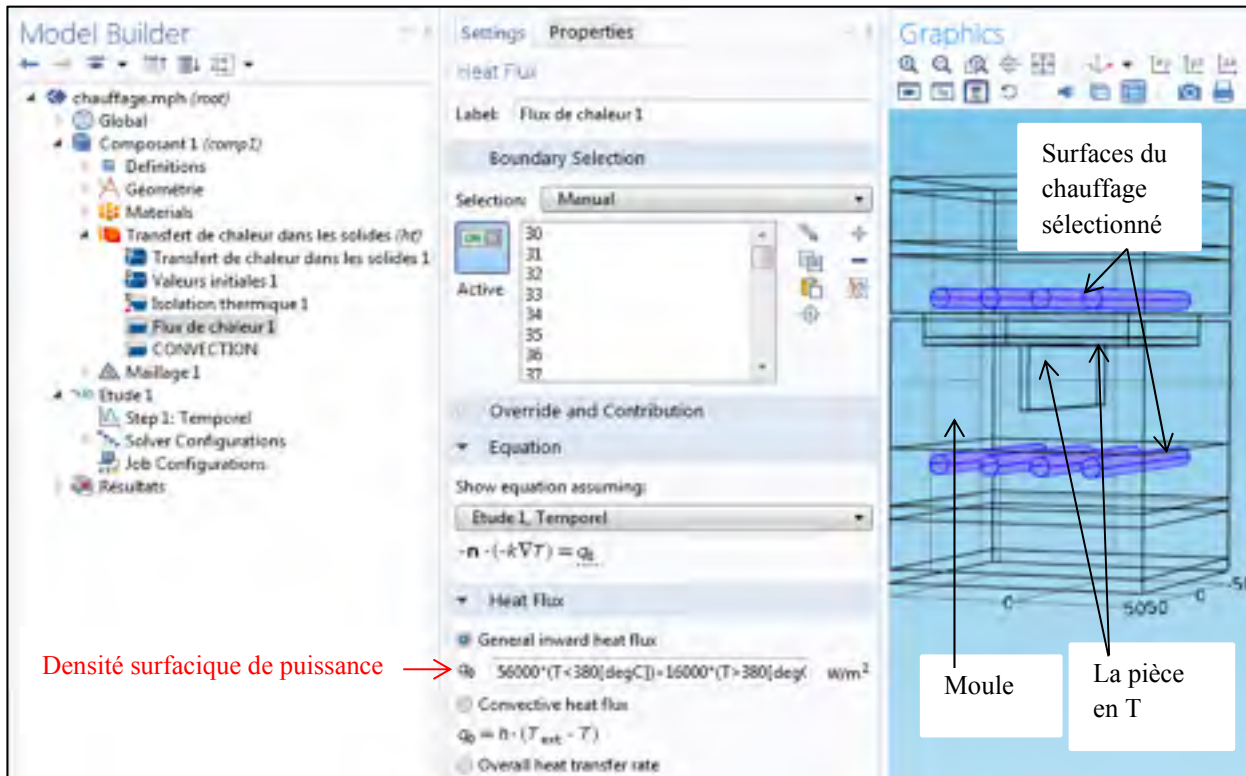 Model Builder
chauffage.mph (root)
Global
Composant 1 (comp1)
Definitions
Géométrie
Materials
Transfert de chaleur dans les solides (ht)
Transfert de chaleur dans les solides 1
Valeurs initiales 1
Isolation thermique 1
Flux de chaleur 1
CONVECTION
Maillage 1
Etude 1
Step 1: Temporel
Solver Configurations
Job Configurations
Résultats
Densité surfacique de puissance
Settings Properties
Heat Flux
Label: Flux de chaleur 1
Boundary Selection
Selection: Manual
Active
30
31
32
33
34
35
36
37
Override and Contribution
Equation
Show equation assuming:
Etude 1, Temporel
-n · (-k∇T) = q₀
Heat Flux
General inward heat flux
q₀ 56000*(T<380[degC])+16000*(T>380[deg( W/m²
Convective heat flux
q₀ = h · (Text - T)
Overall heat transfer rate
Graphics
Surfaces du
chauffage
sélectionné
0
5050
0
Moule
La pièce
en T